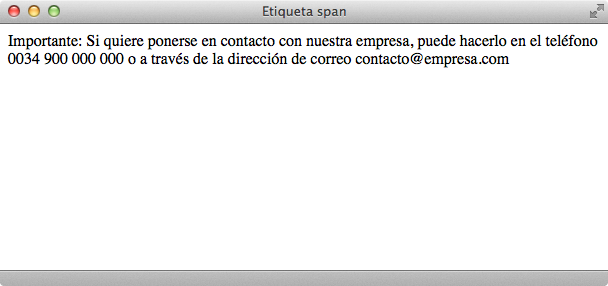 Etiqueta span
Importante: Si quiere ponerse en contacto con nuestra empresa, puede hacerlo en el teléfono
0034 900 000 000 o a través de la dirección de correo contacto@empresa.com